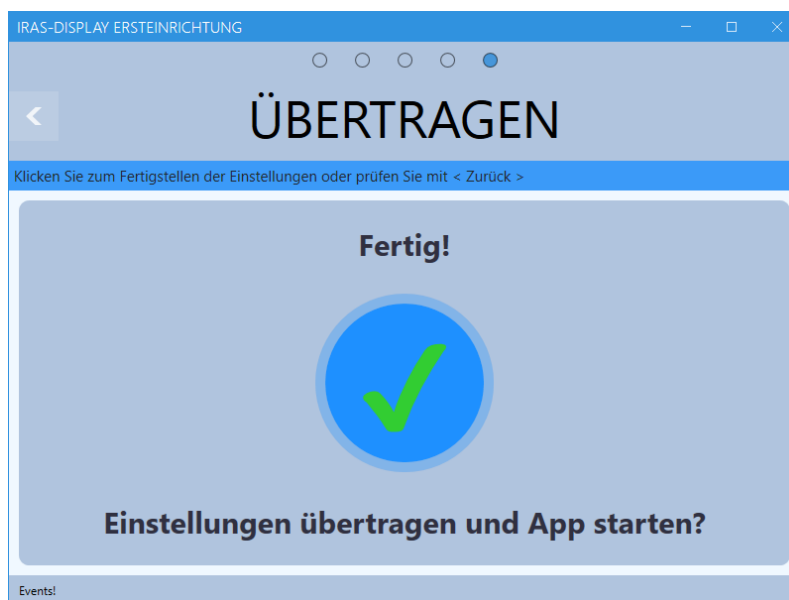 IRAS-DISPLAY ERSTEINRICHTUNG
ÜBERTRAGEN
Klicken Sie zum Fertigstellen der Einstellungen oder prüfen Sie mit < Zurück >
Fertig!
Einstellungen übertragen und App starten?
Events!